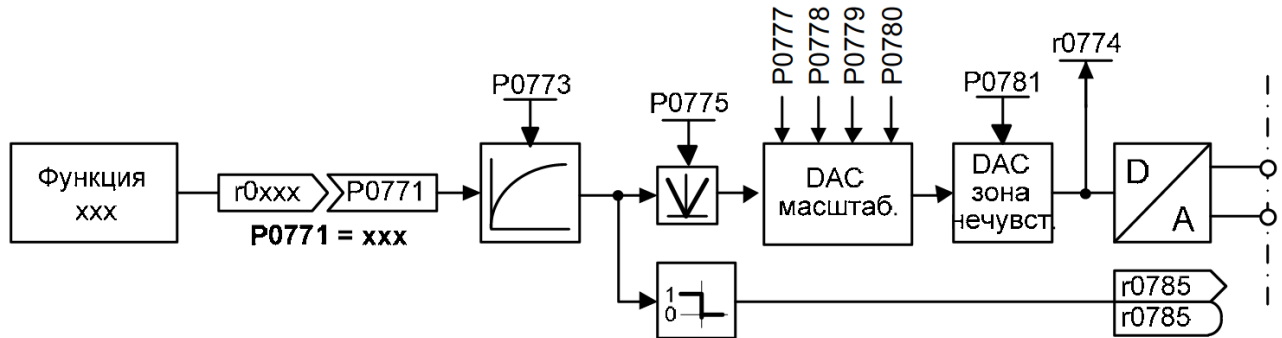 P0777
P0778
P0779
P0780
r0774
P0773
P0775
P0781
Функция
xxx
r0xxx
P0771
P0771 = xxx
DAC
масштаб.
DAC
зона
нечувст.
D
A
1
0
r0785
r0785